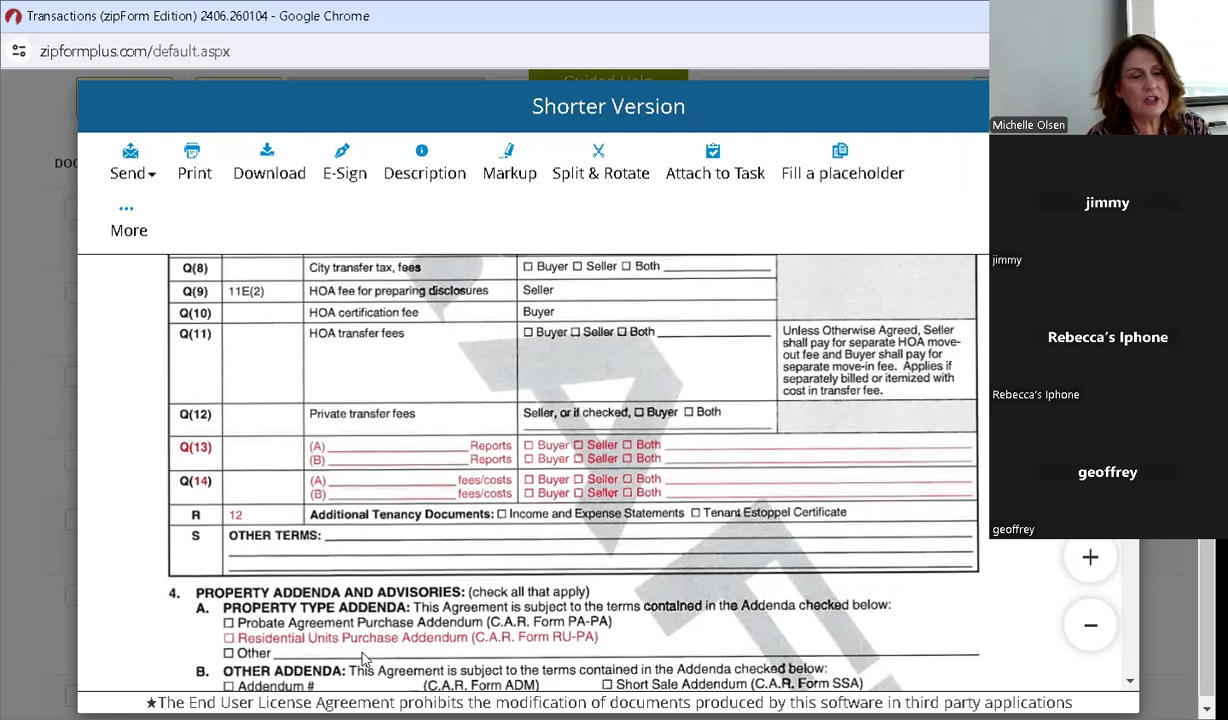 Transactions (zipForm Edition) 2406.260104 - Google Chrome
zipformplus.com/default.aspx
Guided Help
Shorter Version
Send
Print
Download
E-Sign
Description
Markup
Split & Rotate
Attach to Task
Fill a placeholder
More
Q(8) City transfer tax, fees ☐ Buyer ☐ Seller ☐ Both
Q(9) 11E(2) HOA fee for preparing disclosures Seller
Q(10) HOA certification fee Buyer
Q(11) HOA transfer fees ☐ Buyer ☐ Seller ☐ Both
Unless Otherwise Agreed, Seller
shall pay for separate HOA move-
out fee and Buyer shall pay for
separate move-in fee. Applies if
separately billed or itemized with
cost in transfer fee.
Q(12) Private transfer fees Seller, or if checked, ☐ Buyer ☐ Both
Q(13) (A) Reports ☐ Buyer ☐ Seller ☐ Both
(B) Reports ☐ Buyer ☐ Seller ☐ Both
Q(14) (A) fees/costs ☐ Buyer ☐ Seller ☐ Both
(B) fees/costs ☐ Buyer ☐ Seller ☐ Both
R 12 Additional Tenancy Documents: ☐ Income and Expense Statements ☐ Tenant Estoppel Certificate
S OTHER TERMS:
4. PROPERTY ADDENDA AND ADVISORIES: (check all that apply)
A. PROPERTY TYPE ADDENDA: This Agreement is subject to the terms contained in the Addenda checked below:
☐ Probate Agreement Purchase Addendum (C.A.R. Form PA-PA)
☐ Residential Units Purchase Addendum (C.A.R. Form RU-PA)
☐ Other
B. OTHER ADDENDA: This Agreement is subject to the terms contained in the Addenda checked below:
☐ Addendum # (C.A.R. Form ADM) ☐ Short Sale Addendum (C.A.R. Form SSA)
★The End User License Agreement prohibits the modification of documents produced by this software in third party applications
Michelle Olsen
jimmy
jimmy
Rebecca's Iphone
Rebecca's Iphone
geoffrey
geoffrey